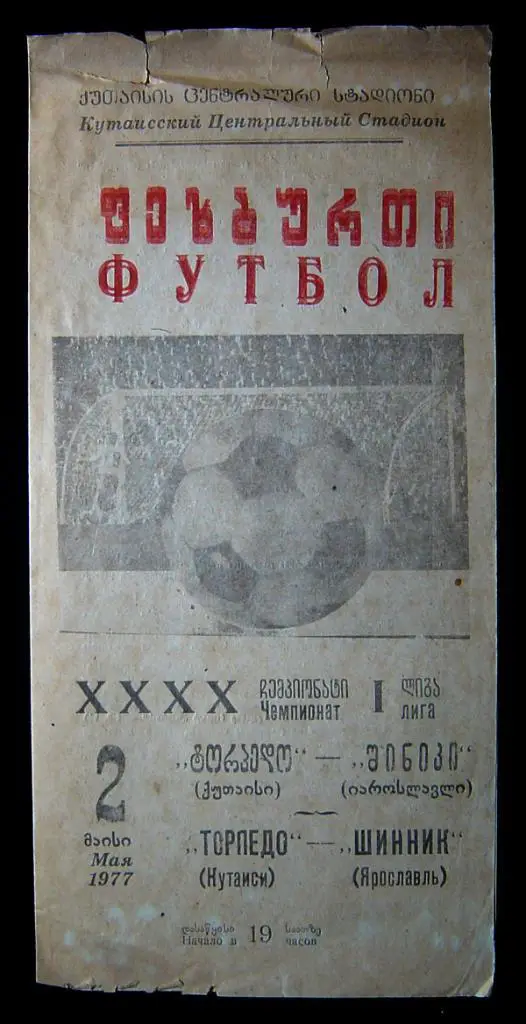 ქუთაისის ცენტრალური სტადიონი
Кутаисский Центральный Стадион
ფეხბურთი
ФУТБОЛ
XXXX ჩემპიონატი I ლიგა
Чемпионат лига
2 „ტორპედო“ — „შინიკი“
(ქუთაისი) (იაროსლავლი)
მაისი
Мая
1977
„ТОРПЕДО“ — „ШИННИК“
(Кутаиси) (Ярославль)
დასაწყისი 19 საათზე
Начало в часов